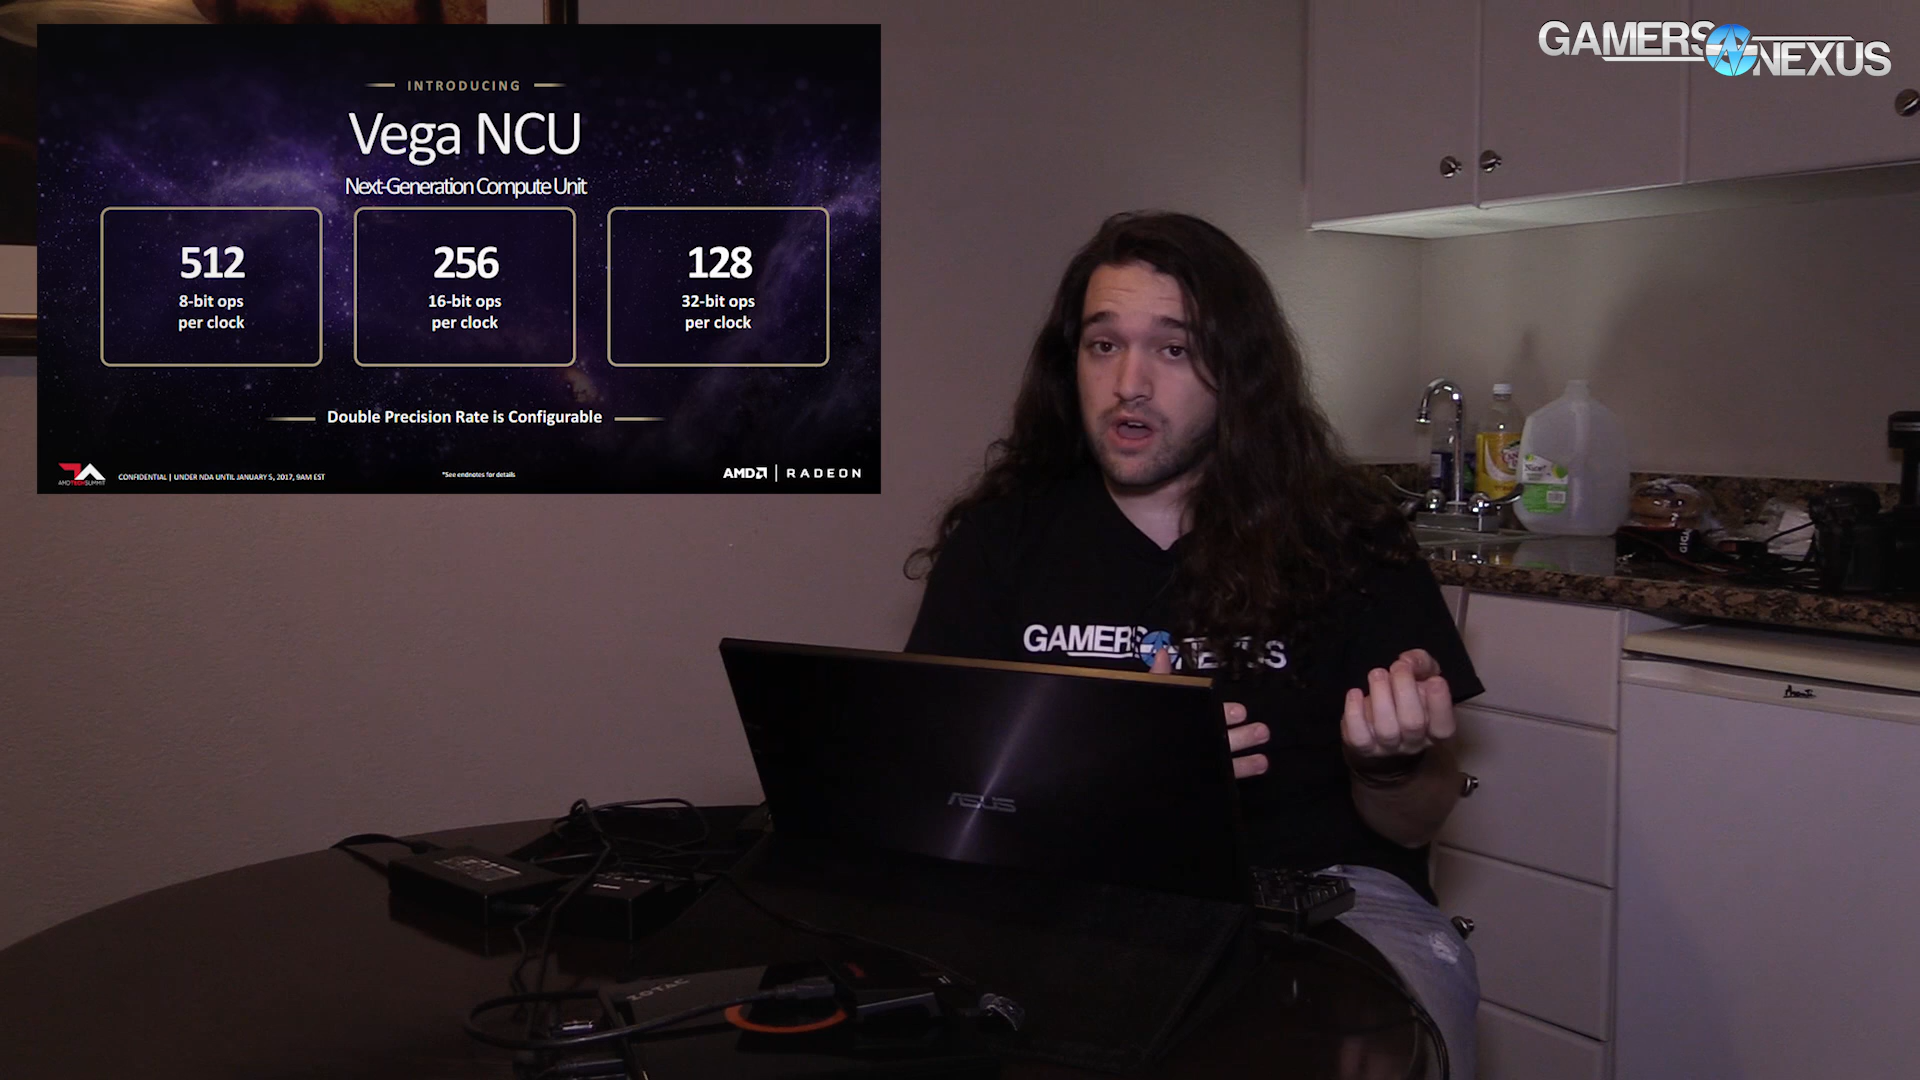 INTRODUCING
Vega NCU
Next-Generation Compute Unit
512
8-bit ops
per clock
256
16-bit ops
per clock
128
32-bit ops
per clock
Double Precision Rate is Configurable
AMDTECHSUMMIT
CONFIDENTIAL | UNDER NDA UNTIL JANUARY 5, 2017, 9AM EST
*See endnotes for details
AMD | RADEON
GAMERS NEXUS
GAMERS NEXUS
ASUS
ZOTAC